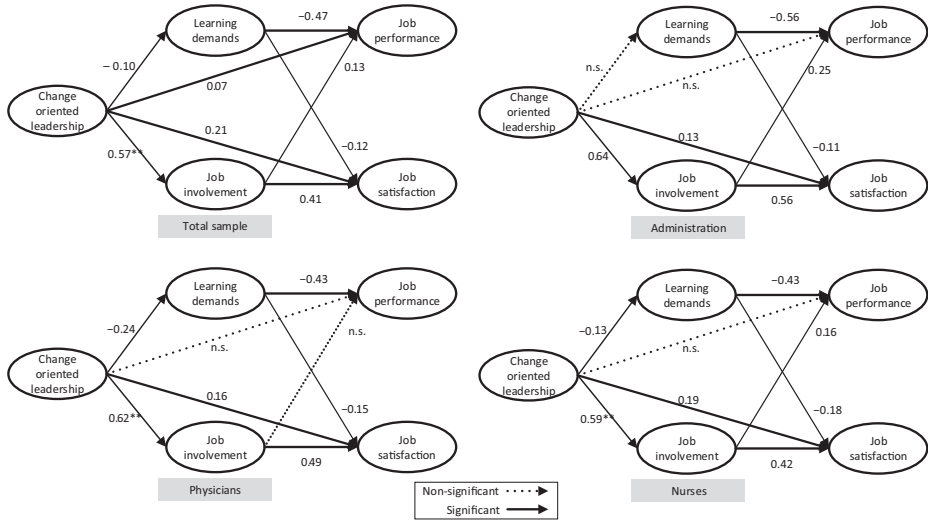 Learning
demands
−0.47
Job
performance
− 0.10
0.07
0.13
Change
oriented
leadership
0.21
0.57**
−0.12
Job
involvement
0.41
Job
satisfaction
Total sample
Learning
demands
−0.56
Job
performance
n.s.
n.s.
0.25
Change
oriented
leadership
0.13
0.64
−0.11
Job
involvement
0.56
Job
satisfaction
Administration
Learning
demands
−0.43
Job
performance
−0.24
n.s.
n.s.
Change
oriented
leadership
0.16
0.62**
−0.15
Job
involvement
0.49
Job
satisfaction
Physicians
Learning
demands
−0.43
Job
performance
−0.13
n.s.
0.16
Change
oriented
leadership
0.19
0.59**
−0.18
Job
involvement
0.42
Job
satisfaction
Nurses
Non-significant
Significant